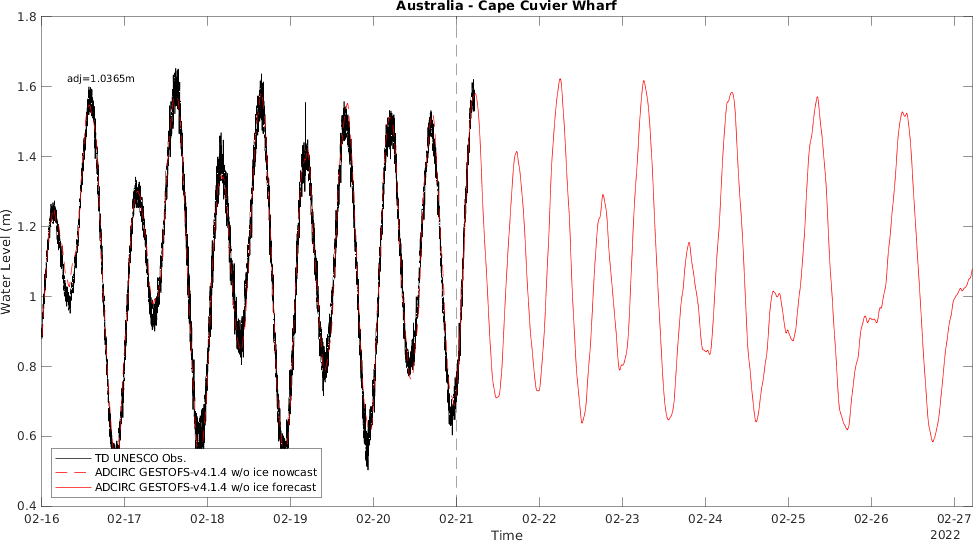 Australia - Cape Cuvier Wharf
1.8
1.6
1.4
1.2
1
0.8
0.6
0.4
Water Level (m)
adj=1.0365m
TD UNESCO Obs.
ADCIRC GESTOFS-v4.1.4 w/o ice nowcast
ADCIRC GESTOFS-v4.1.4 w/o ice forecast
02-16 02-17 02-18 02-19 02-20 02-21 02-22 02-23 02-24 02-25 02-26 02-27
Time
2022